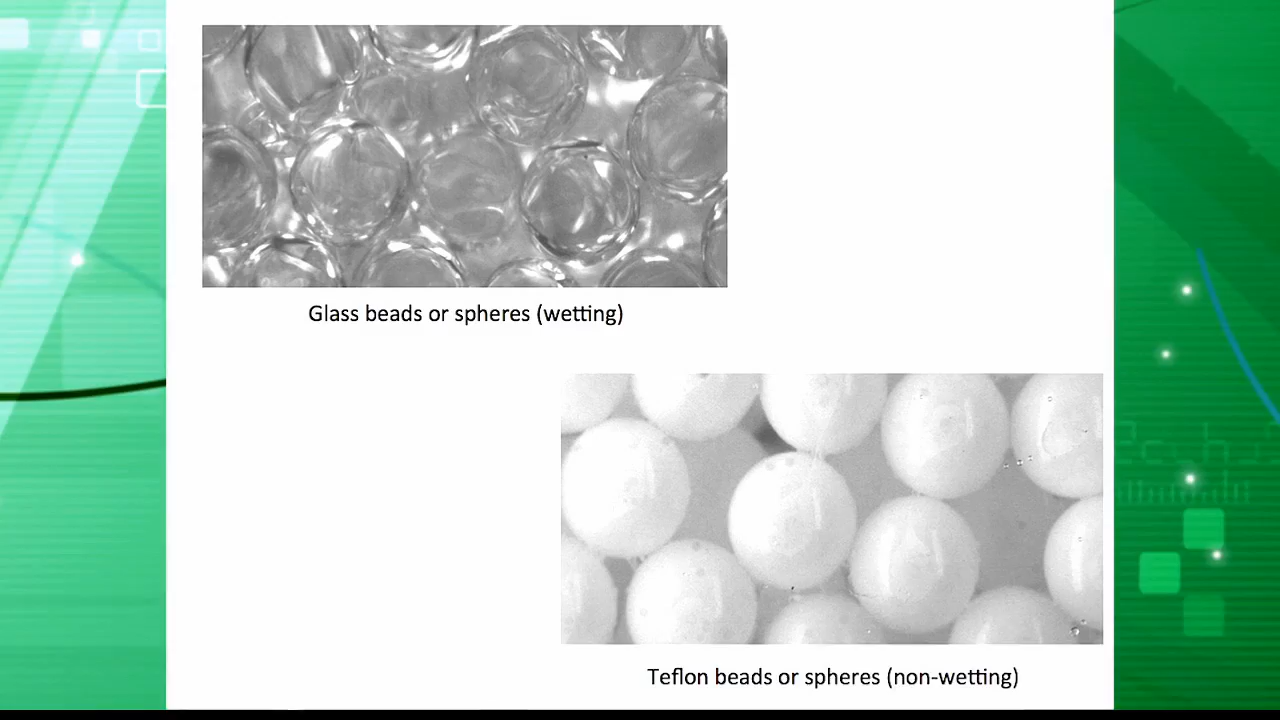 Glass beads or spheres (wetting)
Teflon beads or spheres (non-wetting)